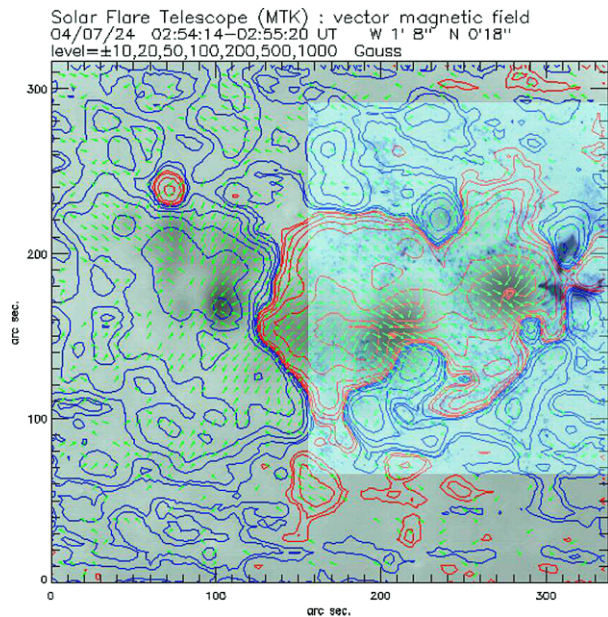 Solar Flare Telescope (MTK) : vector magnetic field
04/07/24 02:54:14-02:55:20 UT W 1' 8" N 0'18"
level=±10,20,50,100,200,500,1000 Gauss
300
200
arc sec.
100
0
0 100 200 300
arc sec.